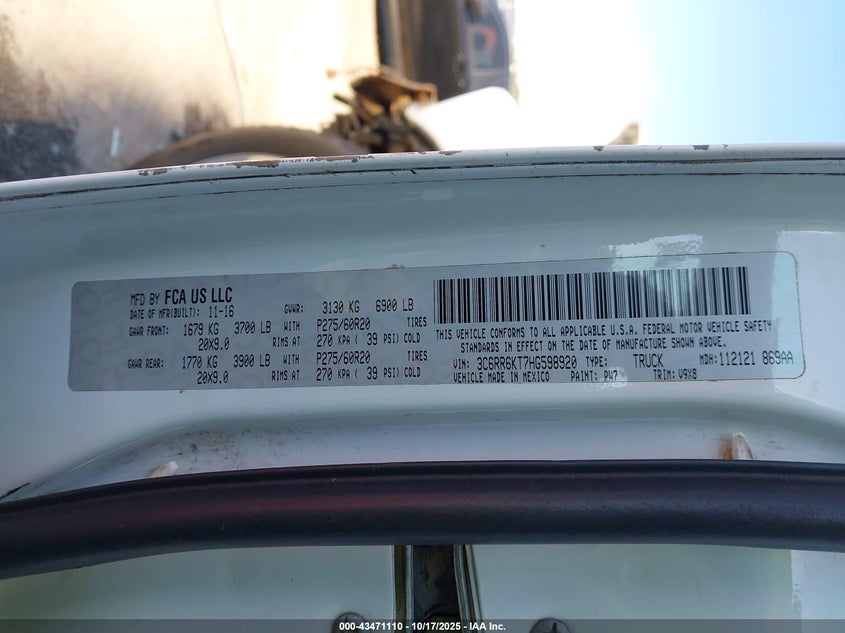 MFD BY FCA US LLC
DATE OF MFR(BUILT): 11-16 GVWR: 3130 KG 6900 LB
GAWR FRONT: 1679 KG 3700 LB WITH P275/60R20 TIRES
20X9.0 RIMS AT 270 KPA ( 39 PSI) COLD
GAWR REAR: 1770 KG 3900 LB WITH P275/60R20 TIRES
20X9.0 RIMS AT 270 KPA ( 39 PSI) COLD
THIS VEHICLE CONFORMS TO ALL APPLICABLE U.S.A. FEDERAL MOTOR VEHICLE SAFETY
STANDARDS IN EFFECT ON THE DATE OF MANUFACTURE SHOWN ABOVE.
VIN: 3C6RR6KT7HG598920 TYPE: TRUCK MDH: 112121 869AA
VEHICLE MADE IN MEXICO PAINT: PW7 TRIM: V9X8
000-43471110 - 10/17/2025 - IAA Inc.